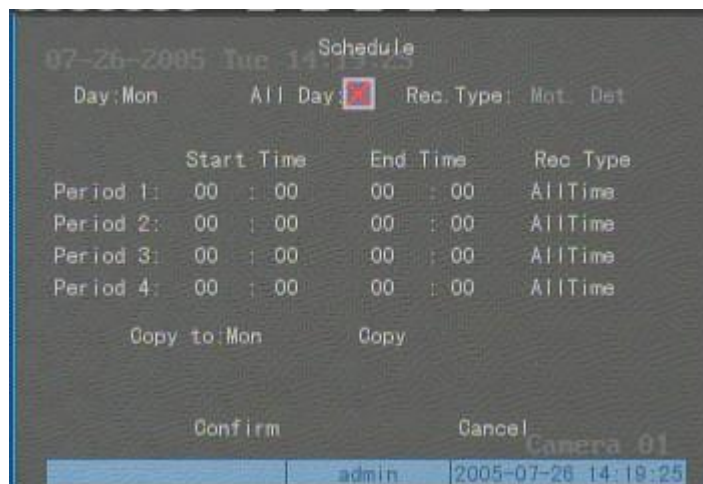 Schedule
07-26-2005 Tue 14:19:25
Day:Mon All Day: Rec.Type: Mot. Det
Start Time End Time Rec Type
Period 1: 00 : 00 00 : 00 AllTime
Period 2: 00 : 00 00 : 00 AllTime
Period 3: 00 : 00 00 : 00 AllTime
Period 4: 00 : 00 00 : 00 AllTime
Copy to:Mon Copy
Confirm Cancel
Camera 01
admin 2005-07-26 14:19:25